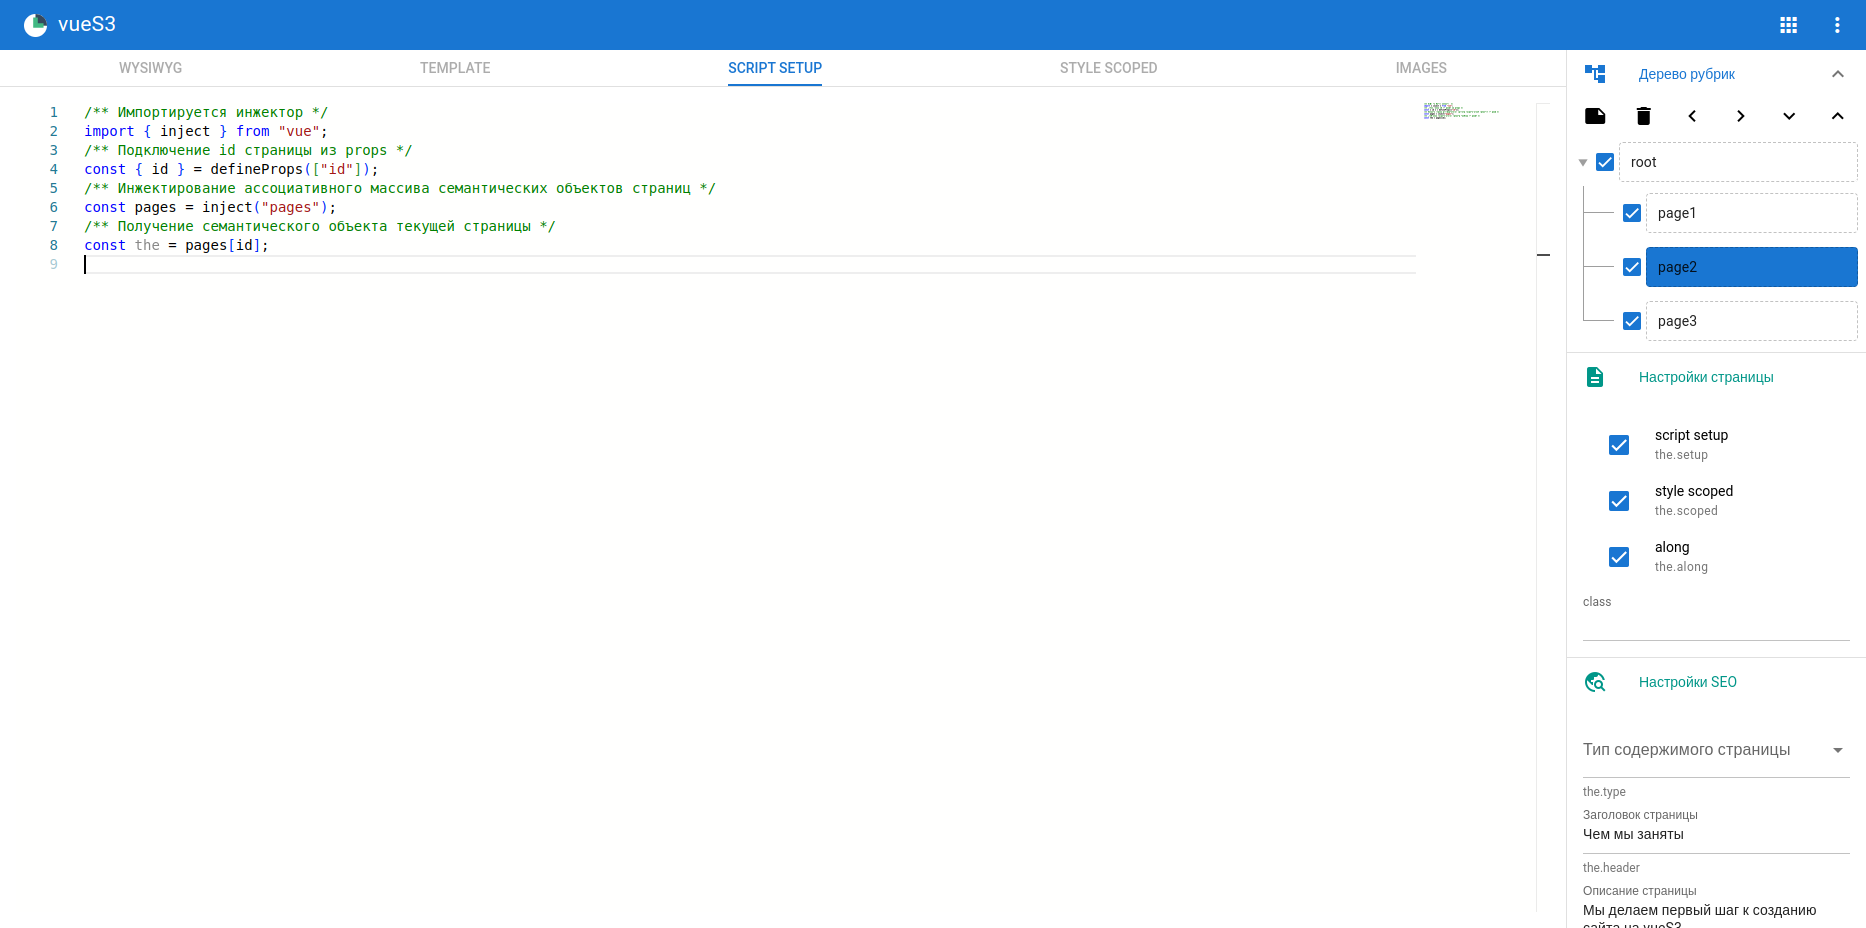 vueS3
WYSIWYG
TEMPLATE
SCRIPT SETUP
STYLE SCOPED
IMAGES
1 /** Импортируется инжектор */
2 import { inject } from "vue";
3 /** Подключение id страницы из props */
4 const { id } = defineProps(["id"]);
5 /** Инжектирование ассоциативного массива семантических объектов страниц */
6 const pages = inject("pages");
7 /** Получение семантического объекта текущей страницы */
8 const the = pages[id];
9
Дерево рубрик
root
page1
page2
page3
Настройки страницы
script setup
the.setup
style scoped
the.scoped
along
the.along
class
Настройки SEO
Тип содержимого страницы
the.type
Заголовок страницы
Чем мы заняты
the.header
Описание страницы
Мы делаем первый шаг к созданию
сайта на vueS3